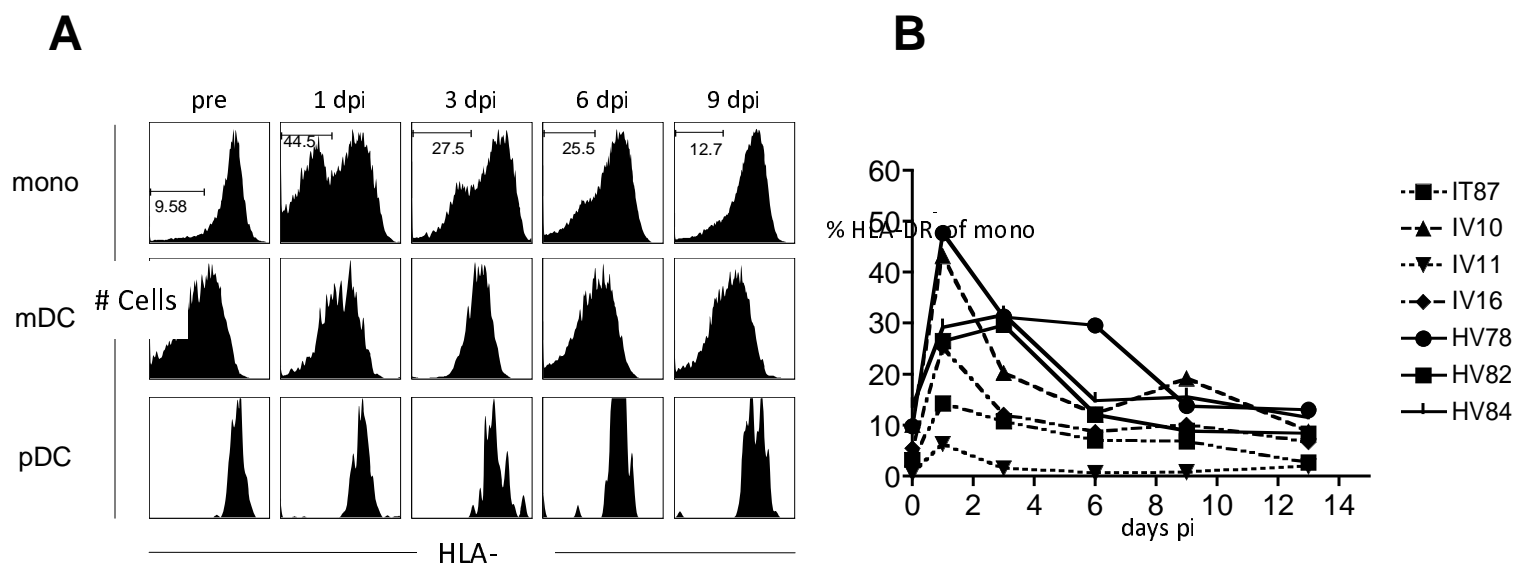 A
B
pre 1 dpi 3 dpi 6 dpi 9 dpi
mono
9.58
44.5
27.5
25.5
12.7
# Cells
mDC
pDC
HLA-
60
50
40
30
20
10
0
% HLA-DR- of mono
0 2 4 6 8 10 12 14
days pi
IT87
IV10
IV11
IV16
HV78
HV82
HV84